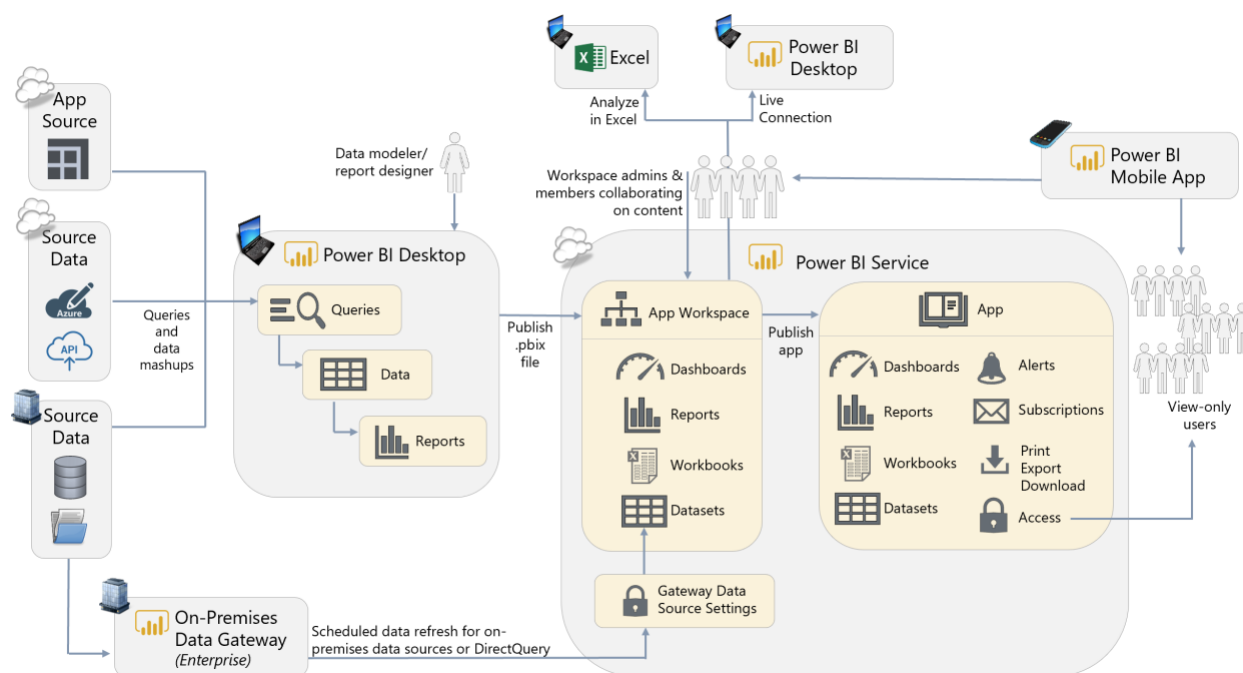 App
Source
Source
Data
Azure
API
Source
Data
Queries
and
data
mashups
Data modeler/
report designer
Power BI Desktop
Queries
Data
Reports
Publish
.pbix
file
On-Premises
Data Gateway
(Enterprise)
Scheduled data refresh for on-
premises data sources or DirectQuery
Excel
Power BI
Desktop
Analyze
in Excel
Live
Connection
Workspace admins &
members collaborating
on content
Power BI
Mobile App
Power BI Service
App Workspace
Dashboards
Reports
Workbooks
Datasets
Gateway Data
Source Settings
Publish
app
App
Dashboards
Reports
Workbooks
Datasets
Alerts
Subscriptions
Print
Export
Download
Access
View-only
users